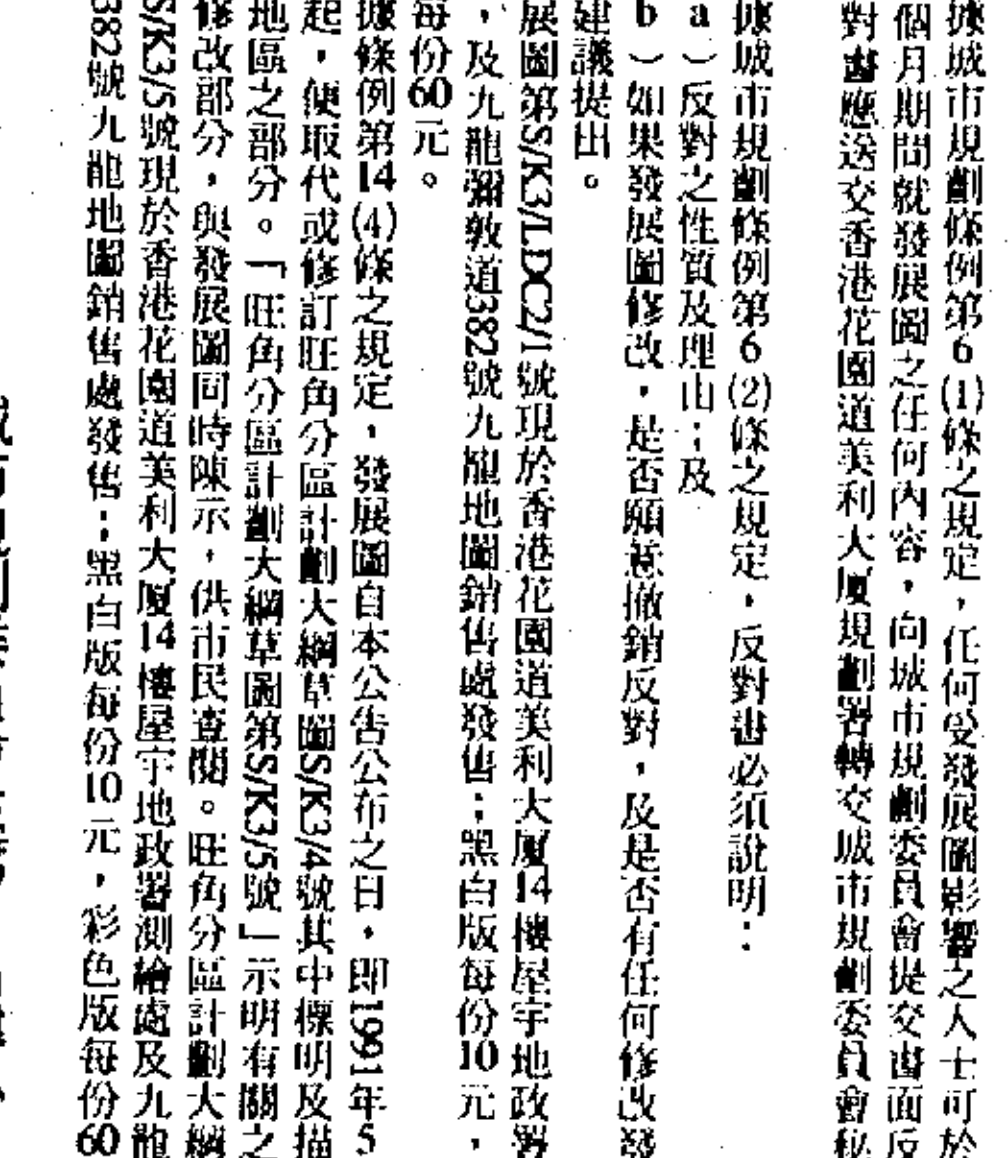 據城市規劃條例第6(1)條之規定，任何受發展圖影響之人士可於
個月期間就發展圖之任何內容，向城市規劃委員會提交書面反
對書應送交香港花園道美利大廈規劃署轉交城市規劃委員會秘
據城市規劃條例第6(2)條之規定，反對書必須說明：
a）反對之性質及理由；及
b）如果發展圖修改，是否願意撤銷反對，及是否有任何修改發
建議提出。
展圖第S/K3/LDC2/1號現於香港花園道美利大廈14樓屋宇地政署
，及九龍彌敦道382號九龍地圖銷售處發售；黑白版每份10元，
每份60元。
據條例第14(4)條之規定，發展圖自本公告公布之日，即1991年5
起，便取代或修訂旺角分區計劃大綱草圖S/K3/4號其中標明及描
地區之部分。「旺角分區計劃大綱草圖第S/K3/5號」示明有關之
修改部分，與發展圖同時陳示，供市民查閱。旺角分區計劃大綱
S/K3/5號現於香港花園道美利大廈14樓屋宇地政署測繪處及九龍
382號九龍地圖銷售處發售；黑白版每份10元，彩色版每份60